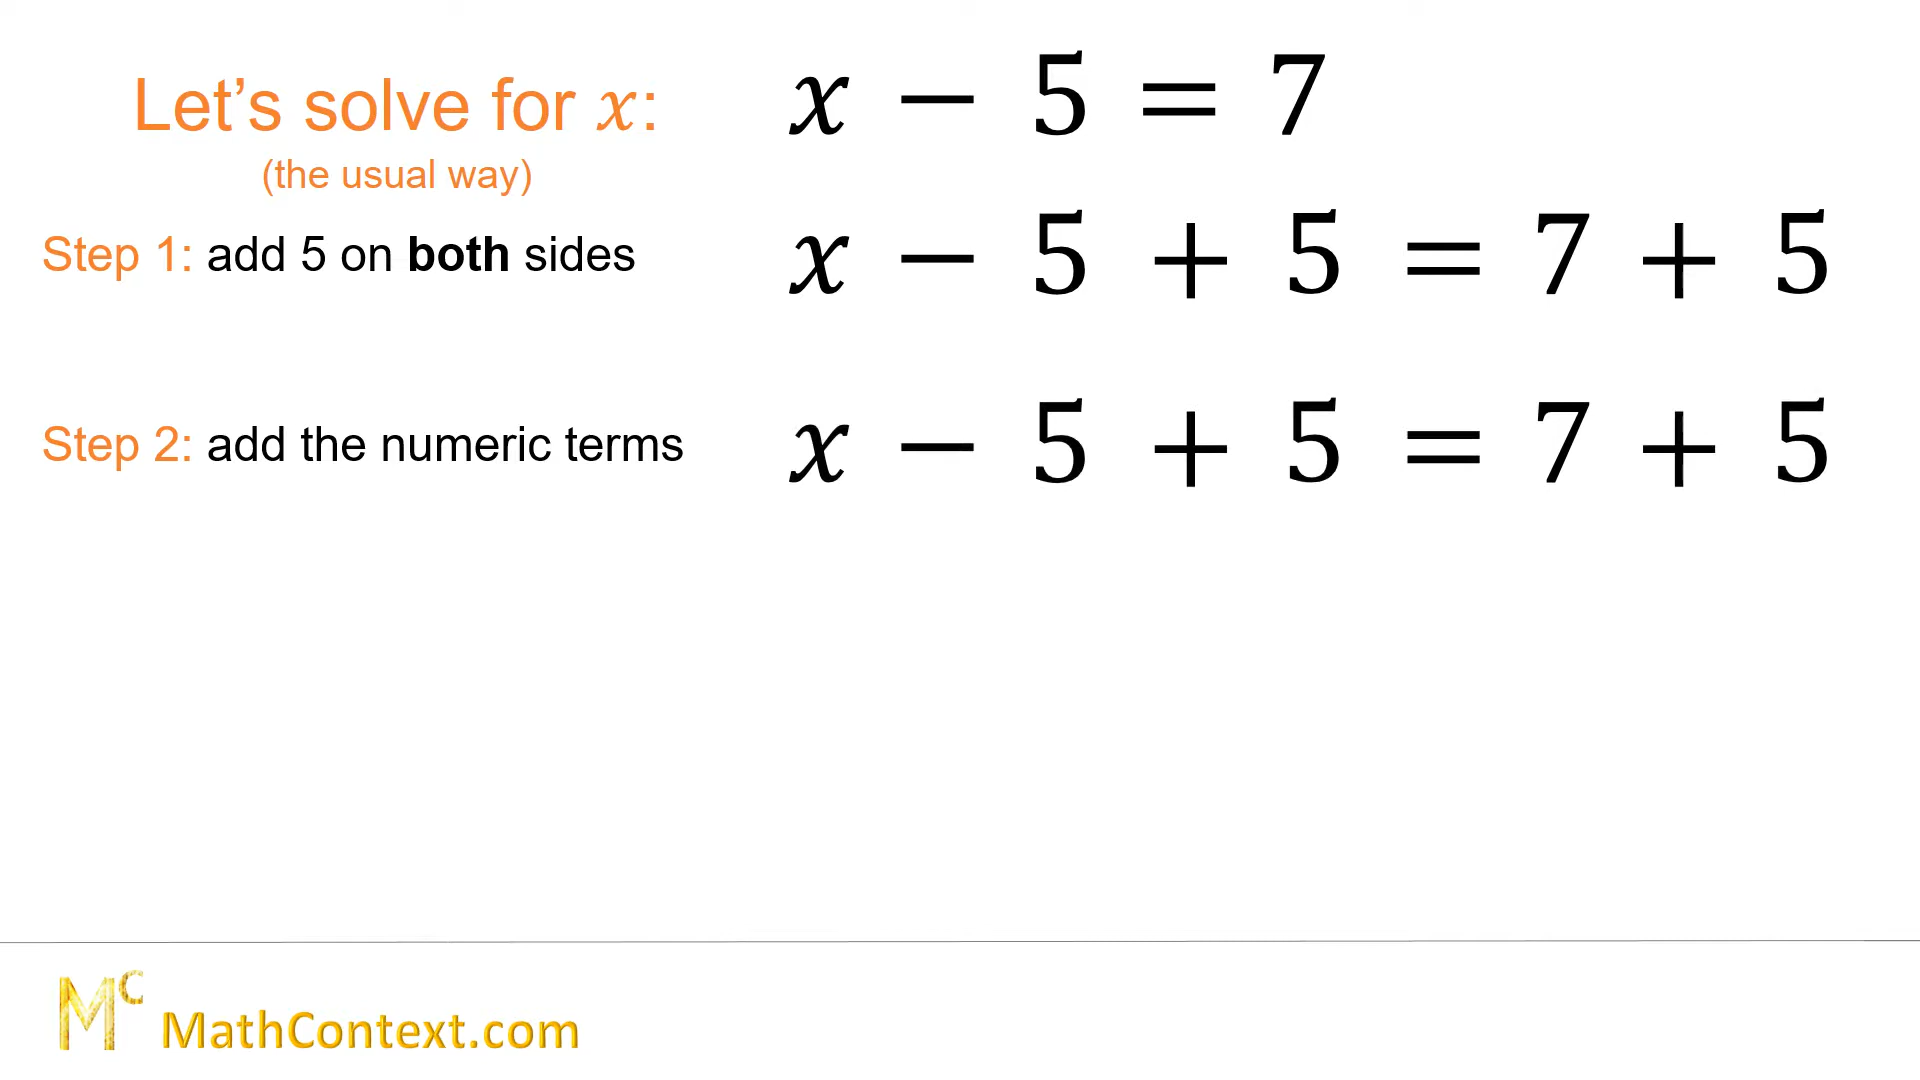 Let’s solve for x:
x − 5 = 7
(the usual way)
Step 1: add 5 on both sides
x − 5 + 5 = 7 + 5
Step 2: add the numeric terms
x − 5 + 5 = 7 + 5
MC MathContext.com